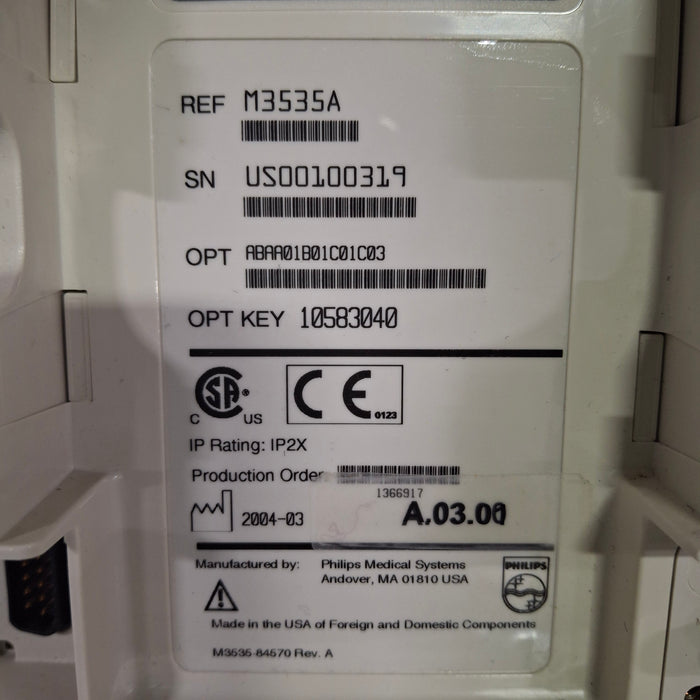 REF M3535A
SN US00100319
OPT ABAA01B01C01C03
OPT KEY 10583040
CSA ®
C US
CE 0123
IP Rating: IP2X
Production Order
1366917
2004-03 A.03.00
Manufactured by: Philips Medical Systems
Andover, MA 01810 USA
PHILIPS
Made in the USA of Foreign and Domestic Components
M3535-84570 Rev. A